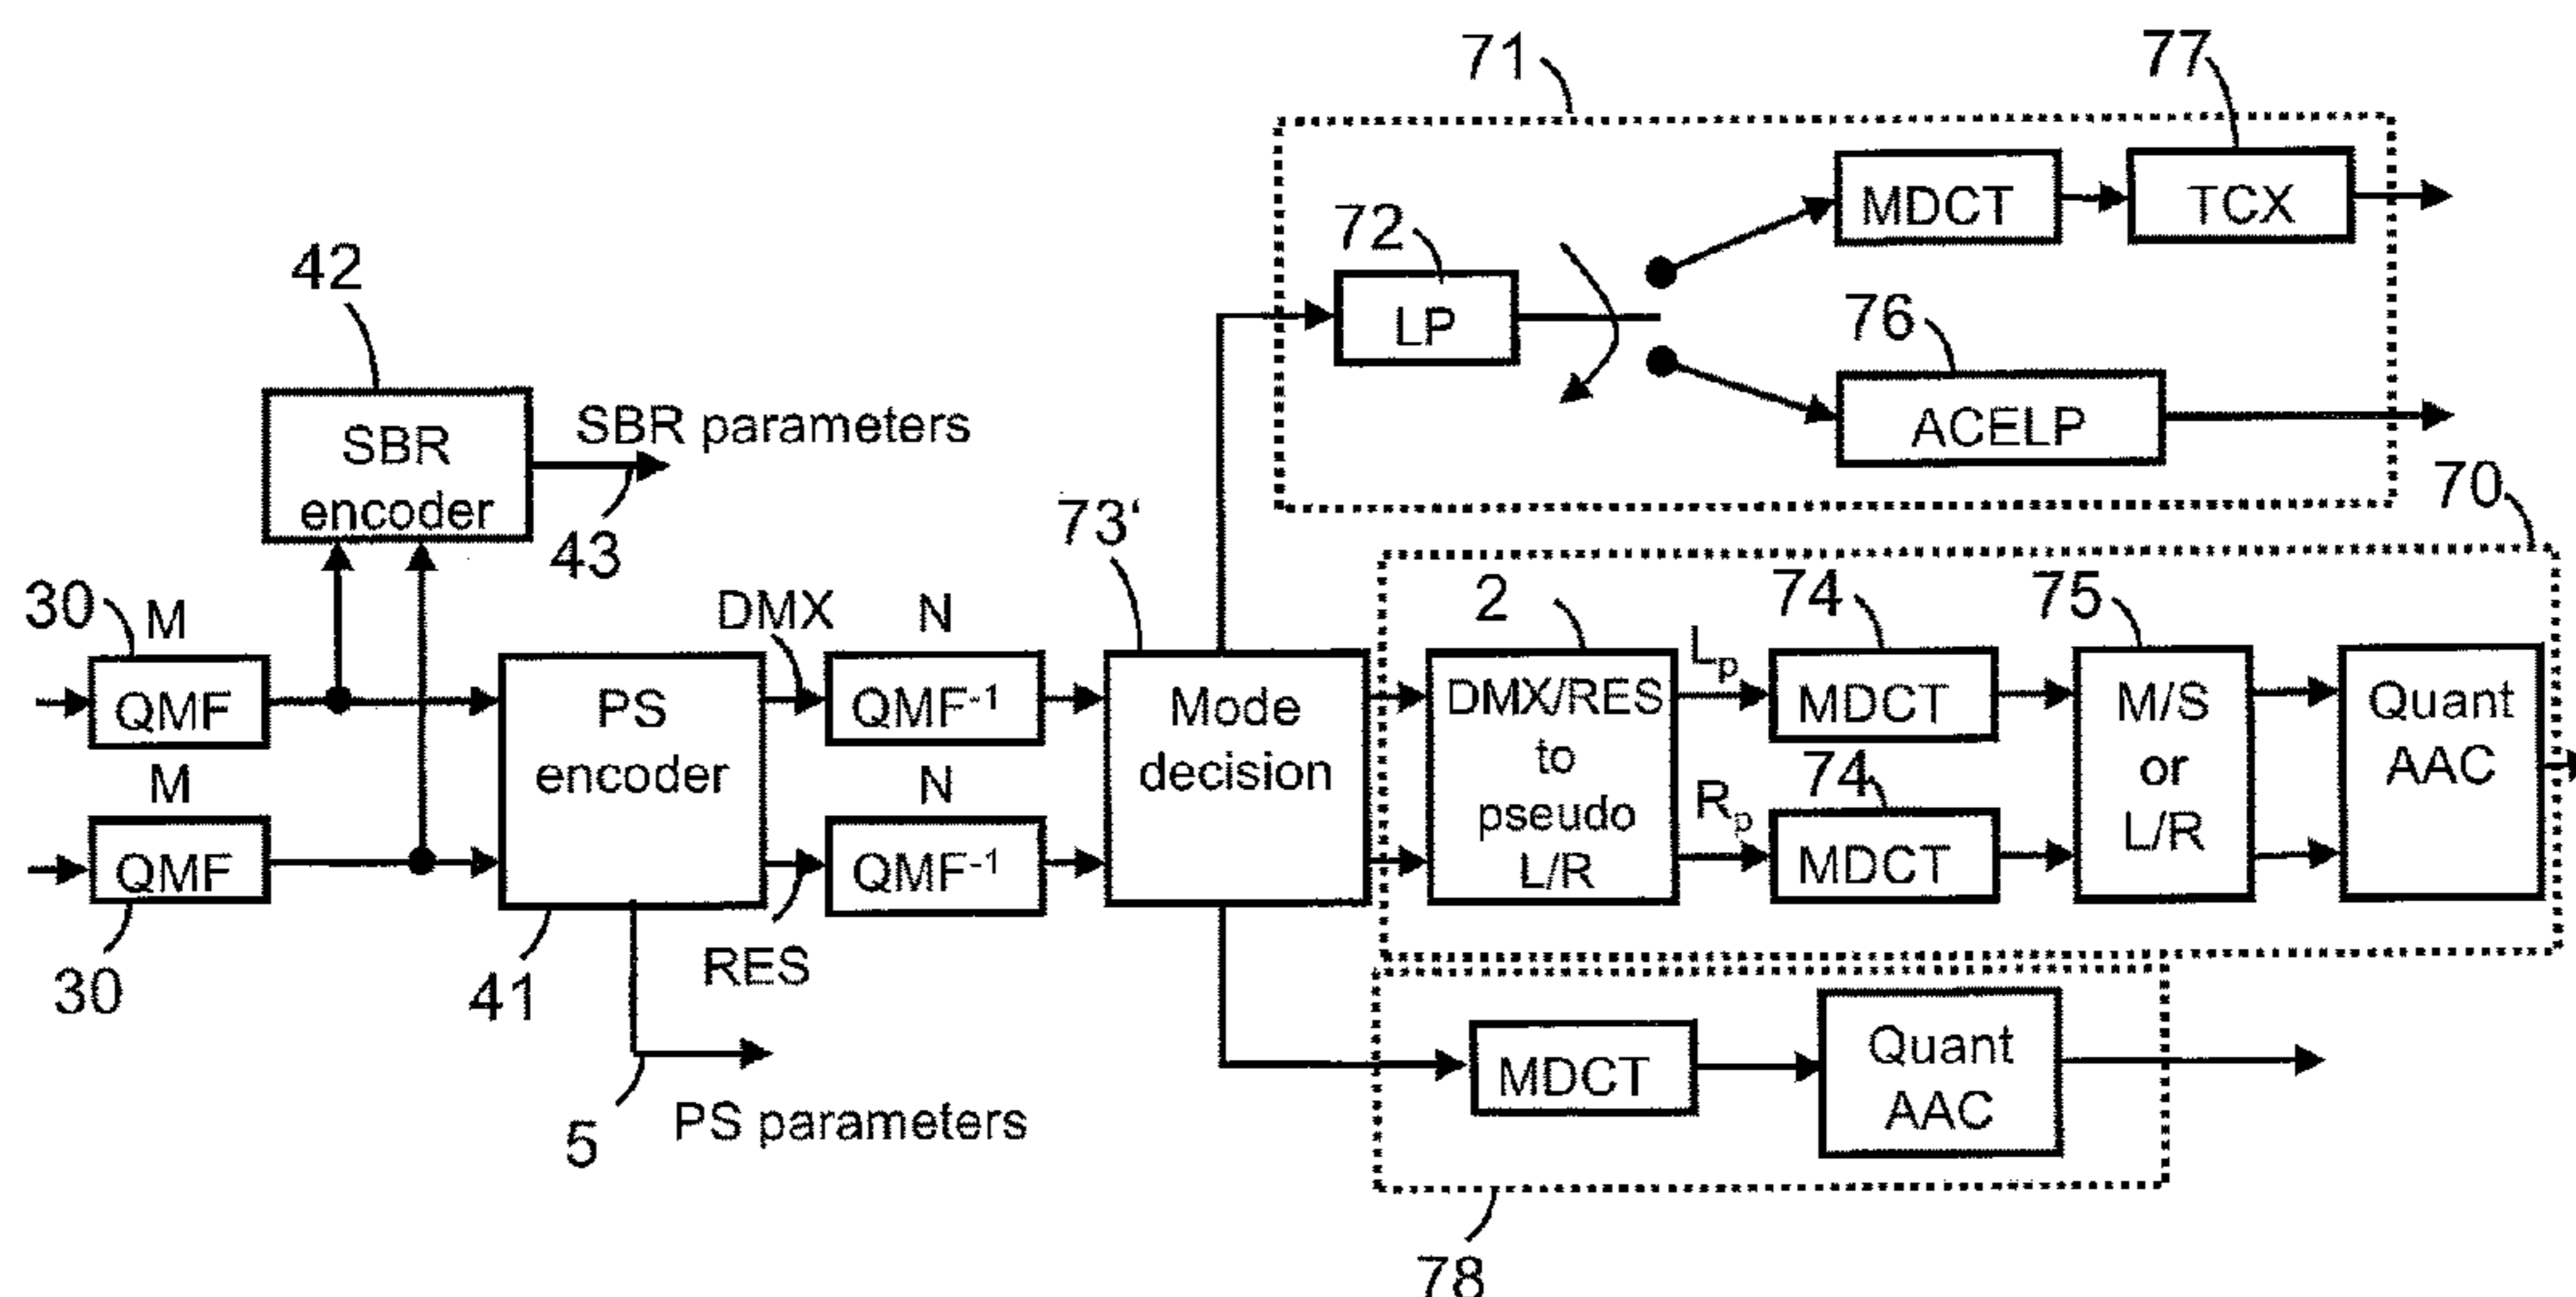 71
77
72
MDCT
TCX
LP
76
ACELP
42
SBR
encoder
SBR parameters
43
73'
70
30
M
QMF
M
QMF
30
PS
encoder
41
DMX
N
QMF-1
N
QMF-1
RES
5
PS parameters
Mode
decision
2
DMX/RES
to
pseudo
L/R
Lp
Rp
74
MDCT
74
MDCT
75
M/S
or
L/R
Quant
AAC
MDCT
Quant
AAC
78